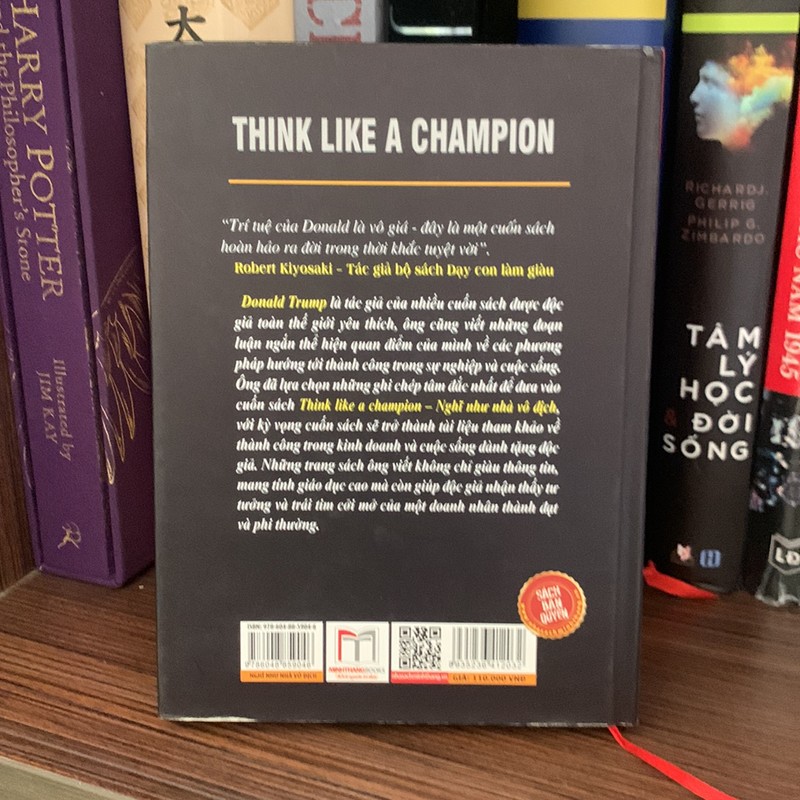 HARRY POTTER
and the Philosopher's Stone
Illustrated by
JIM KAY
大
THINK LIKE A CHAMPION
"Trí tuệ của Donald là vô giá - đây là một cuốn sách
hoàn hảo ra đời trong thời khắc tuyệt vời".
Robert Kiyosaki – Tác giả bộ sách Dạy con làm giàu
Donald Trump là tác giả của nhiều cuốn sách được độc
giả toàn thế giới yêu thích, ông cũng viết những đoạn
luận ngắn thể hiện quan điểm của mình về các phương
pháp hướng tới thành công trong sự nghiệp và cuộc sống.
Ông đã lựa chọn những ghi chép tâm đắc nhất để đưa vào
cuốn sách Think like a champion – Nghĩ như nhà vô địch,
với kỳ vọng cuốn sách sẽ trở thành tài liệu tham khảo về
thành công trong kinh doanh và cuộc sống dành tặng độc
giả. Những trang sách ông viết không chỉ giàu thông tin,
mang tính giáo dục cao mà còn giúp độc giả nhận thấy tư
tưởng và trái tim cởi mở của một doanh nhân thành đạt
và phi thường.
SÁCH
BẢN
QUYỀN
MINHTHANGBOOKS
NGHĨ NHƯ NHÀ VÔ ĐỊCH
8935236412032
GIÁ: 110.000 VNĐ
RICHARD J.
GERRIG
PHILIP G.
ZIMBARDO
TÂM
LÝ
HỌC
& ĐỜI
SỐNG
NĂM 1945